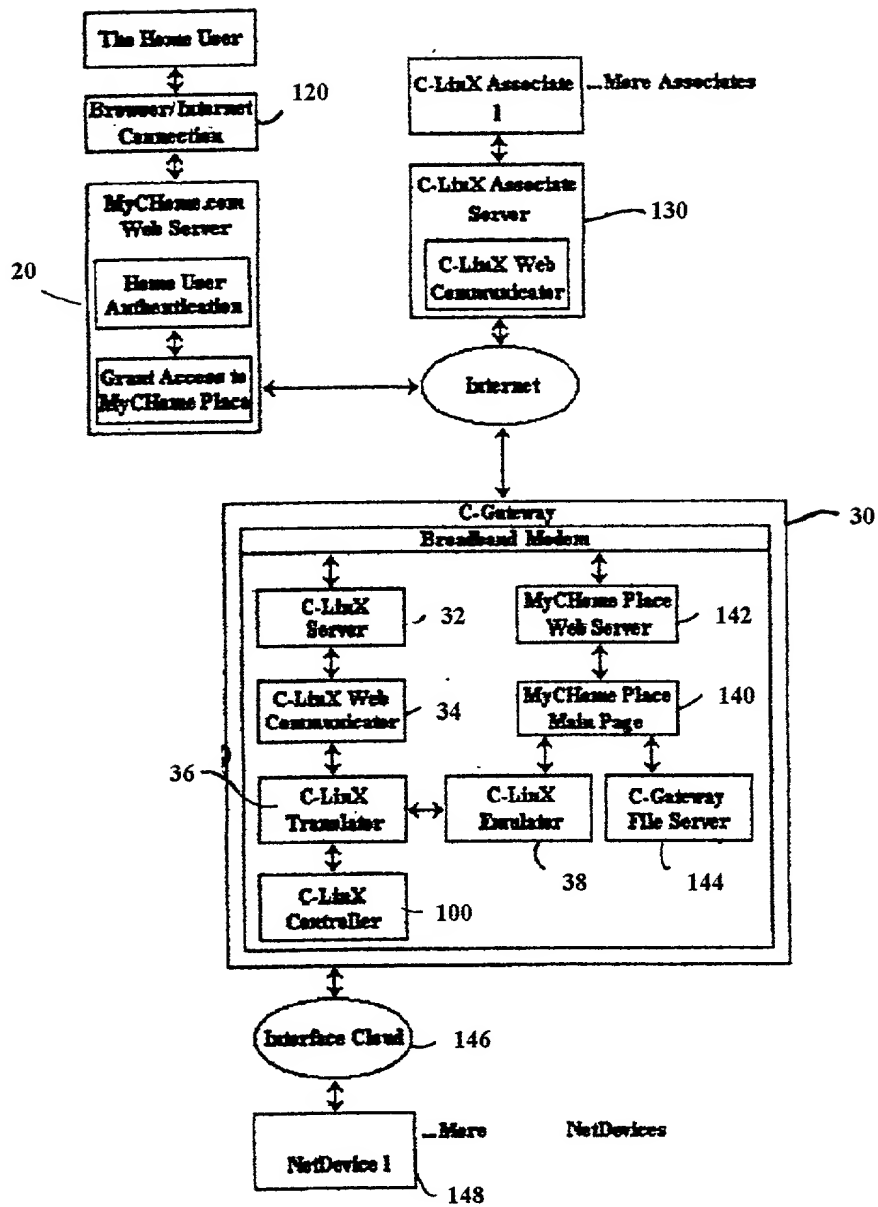 The Home User
Browser/Internet
Connection
120
MyCHome.com
Web Server
20
Home User
Authentication
Grant Access to
MyCHome Place
C-LinX Associate
1
...More Associates
C-LinX Associate
Server
130
C-LinX Web
Communicator
Internet
C-Gateway
30
Broadband Modem
C-LinX
Server
32
MyCHome Place
Web Server
142
C-LinX Web
Communicator
34
MyCHome Place
Main Page
140
36
C-LinX
Translator
C-LinX
Emulator
38
C-Gateway
File Server
144
C-LinX
Controller
100
Interface Cloud
146
NetDevice 1
...More NetDevices
148